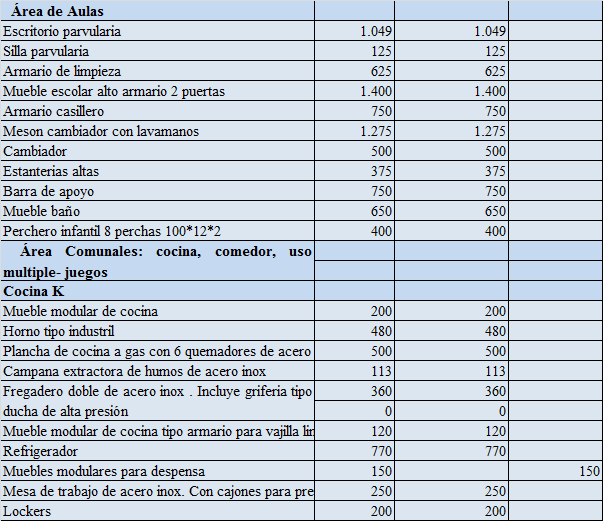 Área de Aulas
Escritorio parvularia 1.049 1.049
Silla parvularia 125 125
Armario de limpieza 625 625
Mueble escolar alto armario 2 puertas 1.400 1.400
Armario casillero 750 750
Meson cambiador con lavamanos 1.275 1.275
Cambiador 500 500
Estanterias altas 375 375
Barra de apoyo 750 750
Mueble baño 650 650
Perchero infantil 8 perchas 100*12*2 400 400
Área Comunales: cocina, comedor, uso
multiple- juegos
Cocina K
Mueble modular de cocina 200 200
Horno tipo industril 480 480
Plancha de cocina a gas con 6 quemadores de acero 500 500
Campana extractora de humos de acero inox 113 113
Fregadero doble de acero inox . Incluye griferia tipo 360 360
ducha de alta presión 0 0
Mueble modular de cocina tipo armario para vajilla lin 120 120
Refrigerador 770 770
Muebles modulares para despensa 150 150
Mesa de trabajo de acero inox. Con cajones para pre 250 250
Lockers 200 200